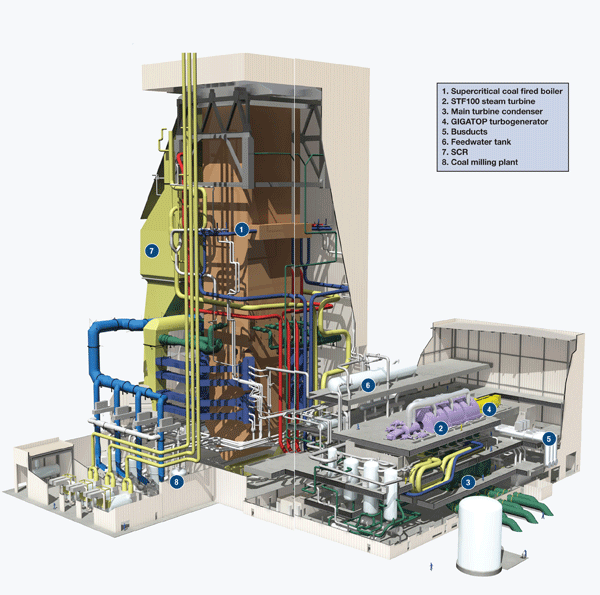 1. Supercritical coal fired boiler
2. STF100 steam turbine
3. Main turbine condenser
4. GIGATOP turbogenerator
5. Busducts
6. Feedwater tank
7. SCR
8. Coal milling plant
1
7
6
4
2
5
8
3